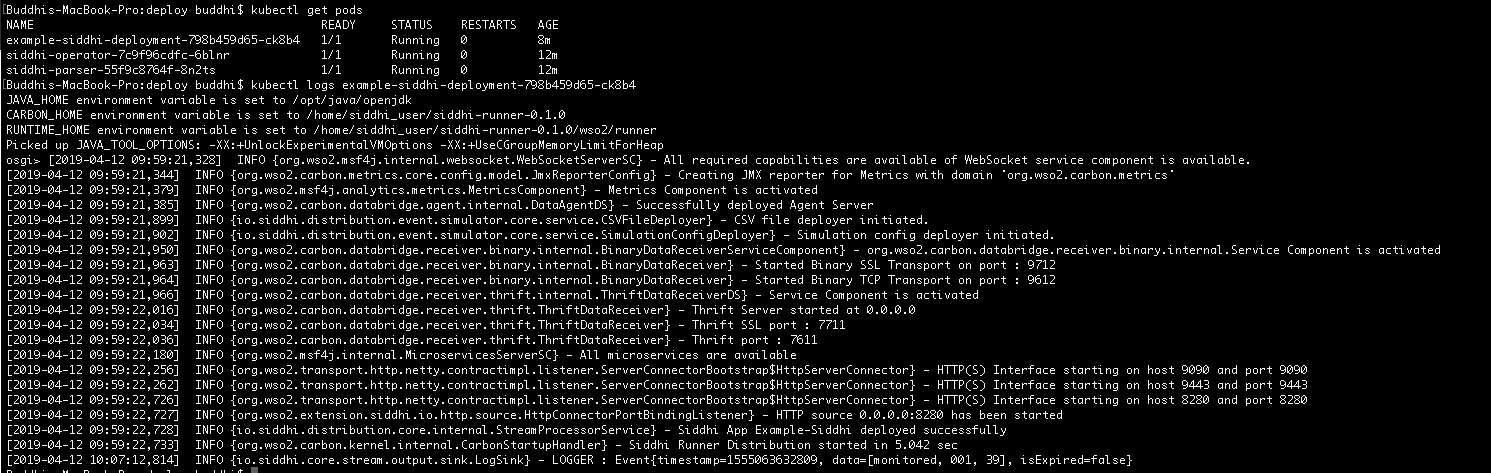 [Buddhis-MacBook-Pro:deploy buddhi$ kubectl get pods
NAME READY STATUS RESTARTS AGE
example-siddhi-deployment-798b459d65-ck8b4 1/1 Running 0 8m
siddhi-operator-7c9f96cdfc-6blnr 1/1 Running 0 12m
siddhi-parser-55f9c8764f-8n2ts 1/1 Running 0 12m
[Buddhis-MacBook-Pro:deploy buddhi$ kubectl logs example-siddhi-deployment-798b459d65-ck8b4
JAVA_HOME environment variable is set to /opt/java/openjdk
CARBON_HOME environment variable is set to /home/siddhi_user/siddhi-runner-0.1.0
RUNTIME_HOME environment variable is set to /home/siddhi_user/siddhi-runner-0.1.0/wso2/runner
Picked up JAVA_TOOL_OPTIONS: -XX:+UnlockExperimentalVMOptions -XX:+UseCGroupMemoryLimitForHeap
osgi> [2019-04-12 09:59:21,328] INFO {org.wso2.msf4j.internal.websocket.WebSocketServerSC} - All required capabilities are available of WebSocket service component is available.
[2019-04-12 09:59:21,344] INFO {org.wso2.carbon.metrics.core.config.model.JmxReporterConfig} - Creating JMX reporter for Metrics with domain 'org.wso2.carbon.metrics'
[2019-04-12 09:59:21,379] INFO {org.wso2.msf4j.analytics.metrics.MetricsComponent} - Metrics Component is activated
[2019-04-12 09:59:21,385] INFO {org.wso2.carbon.databridge.agent.internal.DataAgentDS} - Successfully deployed Agent Server
[2019-04-12 09:59:21,899] INFO {io.siddhi.distribution.event.simulator.core.service.CSVFileDeployer} - CSV file deployer initiated.
[2019-04-12 09:59:21,902] INFO {io.siddhi.distribution.event.simulator.core.service.SimulationConfigDeployer} - Simulation config deployer initiated.
[2019-04-12 09:59:21,950] INFO {org.wso2.carbon.databridge.receiver.binary.internal.BinaryDataReceiverServiceComponent} - org.wso2.carbon.databridge.receiver.binary.internal.Service Component is activated
[2019-04-12 09:59:21,963] INFO {org.wso2.carbon.databridge.receiver.binary.internal.BinaryDataReceiver} - Started Binary SSL Transport on port : 9712
[2019-04-12 09:59:21,964] INFO {org.wso2.carbon.databridge.receiver.binary.internal.BinaryDataReceiver} - Started Binary TCP Transport on port : 9612
[2019-04-12 09:59:21,966] INFO {org.wso2.carbon.databridge.receiver.thrift.internal.ThriftDataReceiverDS} - Service Component is activated
[2019-04-12 09:59:22,016] INFO {org.wso2.carbon.databridge.receiver.thrift.ThriftDataReceiver} - Thrift Server started at 0.0.0.0
[2019-04-12 09:59:22,034] INFO {org.wso2.carbon.databridge.receiver.thrift.ThriftDataReceiver} - Thrift SSL port : 7711
[2019-04-12 09:59:22,036] INFO {org.wso2.carbon.databridge.receiver.thrift.ThriftDataReceiver} - Thrift port : 7611
[2019-04-12 09:59:22,180] INFO {org.wso2.msf4j.internal.MicroservicesServerSC} - All microservices are available
[2019-04-12 09:59:22,256] INFO {org.wso2.transport.http.netty.contractimpl.listener.ServerConnectorBootstrap$HttpServerConnector} - HTTP(S) Interface starting on host 9090 and port 9090
[2019-04-12 09:59:22,262] INFO {org.wso2.transport.http.netty.contractimpl.listener.ServerConnectorBootstrap$HttpServerConnector} - HTTP(S) Interface starting on host 9443 and port 9443
[2019-04-12 09:59:22,726] INFO {org.wso2.transport.http.netty.contractimpl.listener.ServerConnectorBootstrap$HttpServerConnector} - HTTP(S) Interface starting on host 8280 and port 8280
[2019-04-12 09:59:22,727] INFO {org.wso2.extension.siddhi.io.http.source.HttpConnectorPortBindingListener} - HTTP source 0.0.0.0:8280 has been started
[2019-04-12 09:59:22,728] INFO {io.siddhi.distribution.core.internal.StreamProcessorService} - Siddhi App Example-Siddhi deployed successfully
[2019-04-12 09:59:22,733] INFO {org.wso2.carbon.kernel.internal.CarbonStartupHandler} - Siddhi Runner Distribution started in 5.042 sec
[2019-04-12 10:07:12,814] INFO {io.siddhi.core.stream.output.sink.LogSink} - LOGGER : Event{timestamp=1555063632809, data=[monitored, 001, 39], isExpired=false}
Buddhis-MacBook-Pro:deploy buddhi$